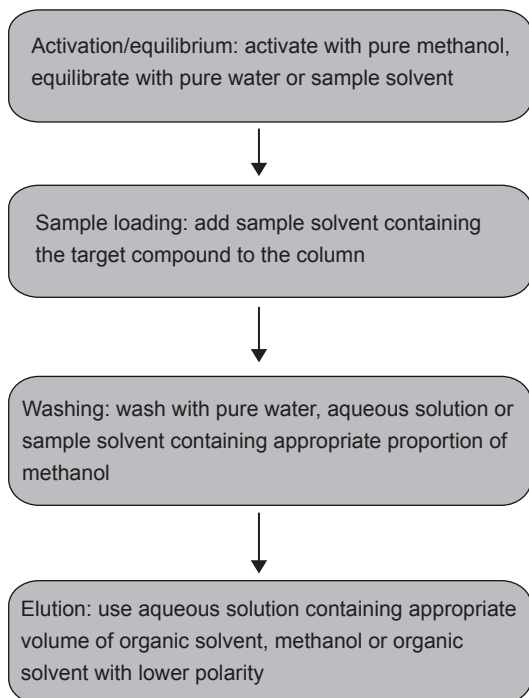 Activation/equilibrium: activate with pure methanol,
equilibrate with pure water or sample solvent
Sample loading: add sample solvent containing
the target compound to the column
Washing: wash with pure water, aqueous solution or
sample solvent containing appropriate proportion of
methanol
Elution: use aqueous solution containing appropriate
volume of organic solvent, methanol or organic
solvent with lower polarity